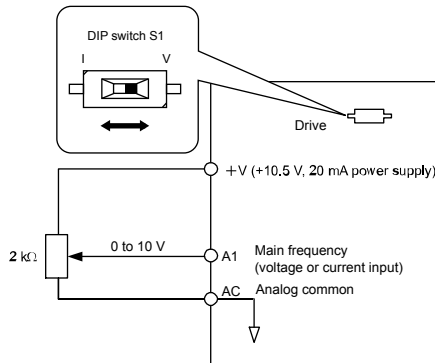 DIP switch S1
I V
Drive
+V (+10.5 V, 20 mA power supply)
2 kΩ
0 to 10 V
A1
Main frequency
(voltage or current input)
AC
Analog common